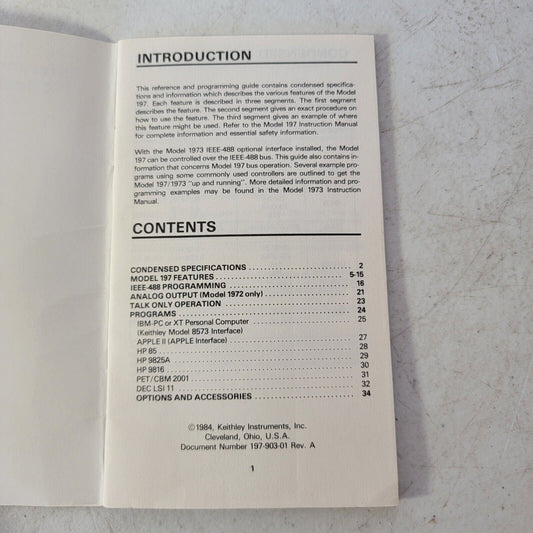 INTRODUCTION
This reference and programming guide contains condensed specifica-
tions and information which describes the various features of the Model
197. Each feature is described in three segments. The first segment
describes the feature. The second segment gives an exact procedure on
how to use the feature. The third segment gives an example of where
this feature might be used. Refer to the Model 197 Instruction Manual
for complete information and essential safety information.
With the Model 1973 IEEE-488 optional interface installed, the Model
197 can be controlled over the IEEE-488 bus. This guide also contains in-
formation that concerns Model 197 bus operation. Several example pro-
grams using some commonly used controllers are outlined to get the
Model 197/1973 "up and running". More detailed information and pro-
gramming examples may be found in the Model 1973 Instruction
Manual.
CONTENTS
CONDENSED SPECIFICATIONS ........................ 2
MODEL 197 FEATURES ................................ 5-15
IEEE-488 PROGRAMMING ............................. 16
ANALOG OUTPUT (Model 1972 only) .................. 21
TALK ONLY OPERATION .............................. 23
PROGRAMS .......................................... 24
IBM-PC or XT Personal Computer ..................... 25
(Keithley Model 8573 Interface)
APPLE II (APPLE Interface) ............................ 27
HP 85 ............................................... 28
HP 9825A ............................................ 29
HP 9816 ............................................. 30
PET/CBM 2001 ....................................... 31
DEC LSI 11 ........................................... 32
OPTIONS AND ACCESSORIES .......................... 34
©1984, Keithley Instruments, Inc.
Cleveland, Ohio, U.S.A.
Document Number 197-903-01 Rev. A
1